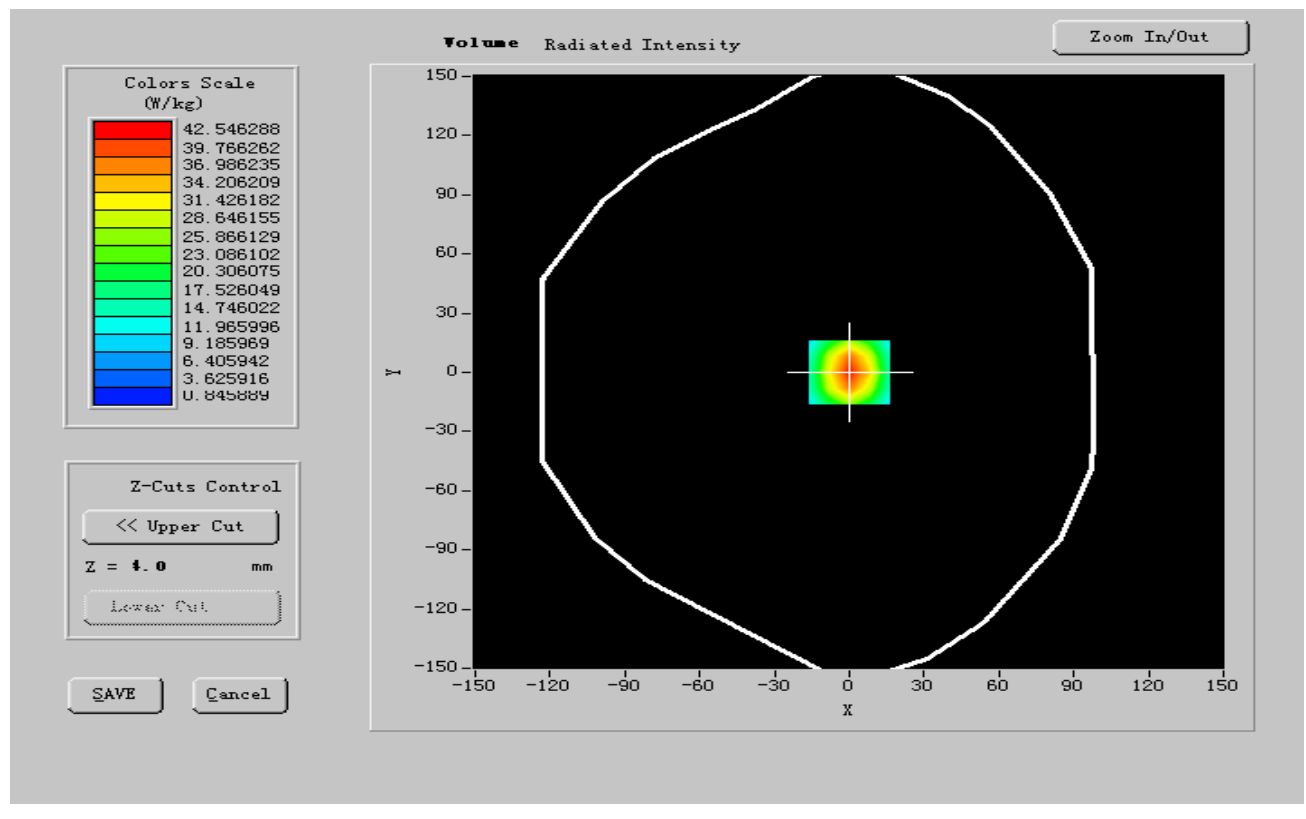 Volume Radiated Intensity
Zoom In/Out
Colors Scale
(W/kg)
42.546288
39.766262
36.986235
34.206209
31.426182
28.646155
25.866129
23.086102
20.306075
17.526049
14.746022
11.965996
9.185969
6.405942
3.625916
0.845889
Z-Cuts Control
<< Upper Cut
Z = 4.0 mm
Lower Cut
SAVE
Cancel
150
120
90
60
30
0
-30
-60
-90
-120
-150
Y
-150 -120 -90 -60 -30 0 30 60 90 120 150
X